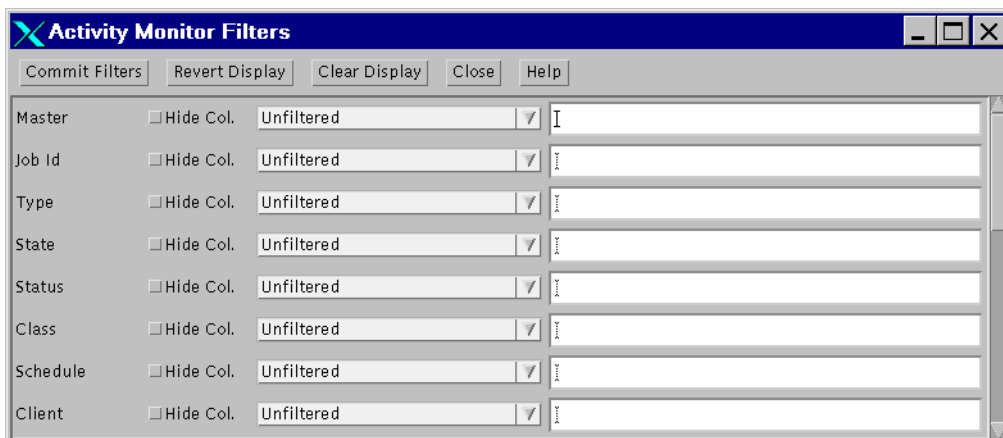 Activity Monitor Filters
Commit Filters Revert Display Clear Display Close Help
Master Hide Col. Unfiltered
Job Id Hide Col. Unfiltered
Type Hide Col. Unfiltered
State Hide Col. Unfiltered
Status Hide Col. Unfiltered
Class Hide Col. Unfiltered
Schedule Hide Col. Unfiltered
Client Hide Col. Unfiltered